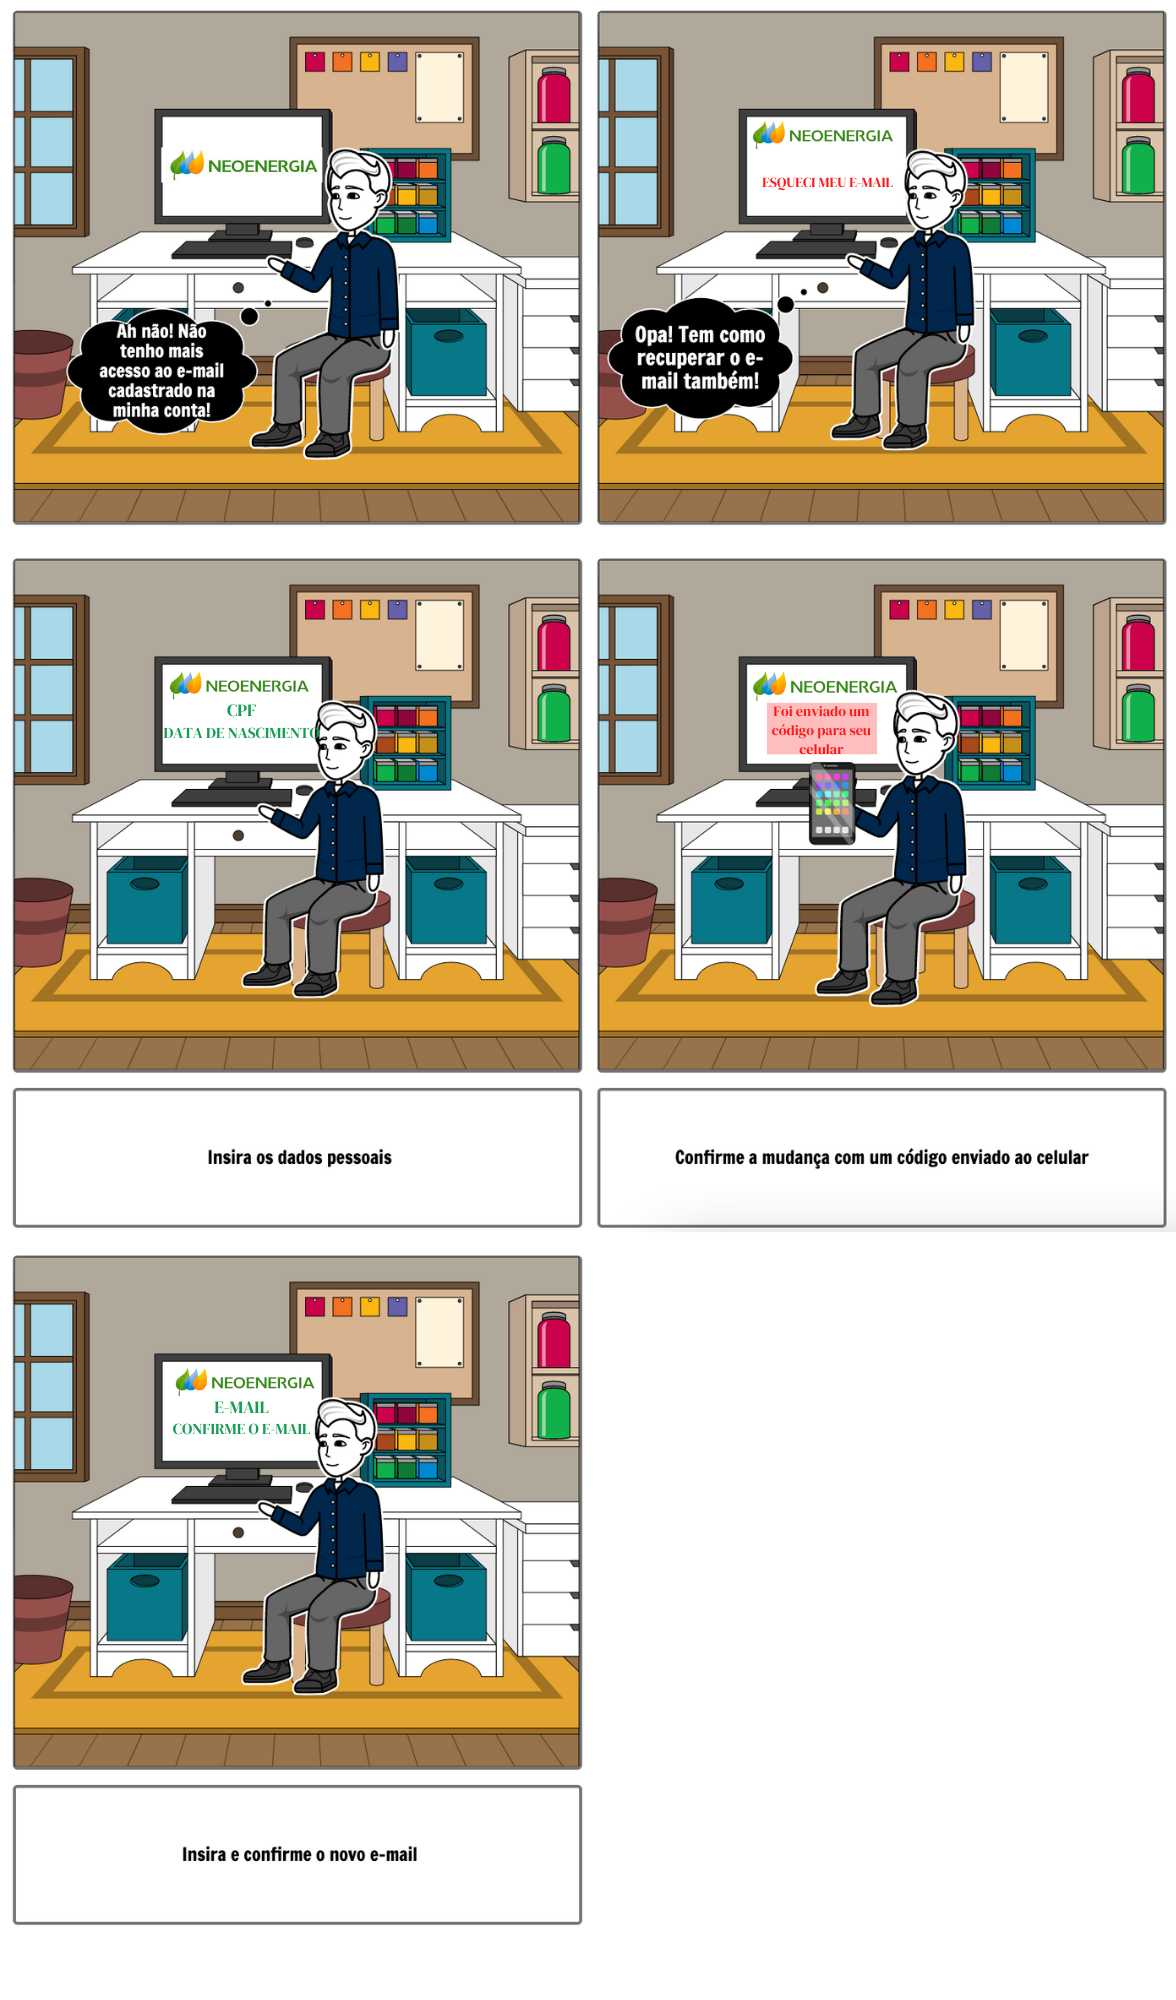 NEOENERGIA
Ah não! Não
tenho mais
acesso ao e-mail
cadastrado na
minha conta!
NEOENERGIA
ESQUECI MEU E-MAIL
Opa! Tem como
recuperar o e-
mail também!
NEOENERGIA
CPF
DATA DE NASCIMENTO
Insira os dados pessoais
NEOENERGIA
Foi enviado um
código para seu
celular
Confirme a mudança com um código enviado ao celular
NEOENERGIA
E-MAIL
CONFIRME O E-MAIL
Insira e confirme o novo e-mail